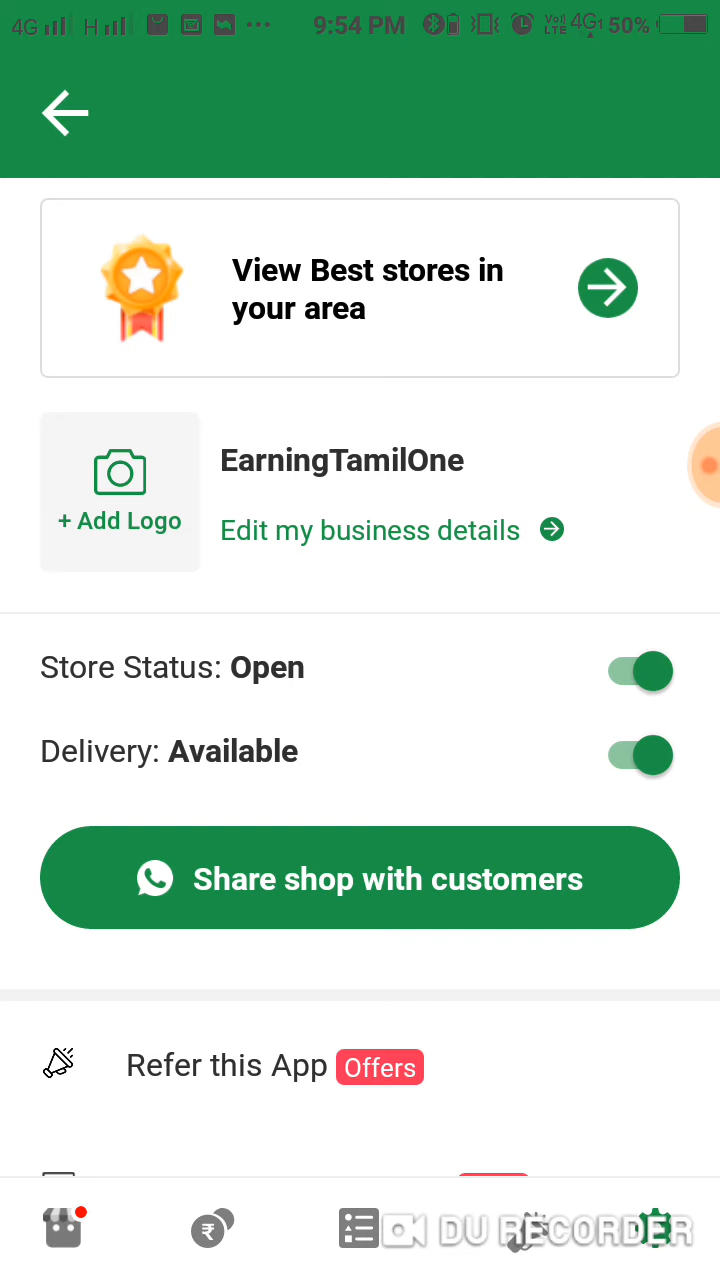 4G H ... 9:54 PM Vo) LTE 4G 50%
View Best stores in
your area
EarningTamilOne
+ Add Logo
Edit my business details
Store Status: Open
Delivery: Available
Share shop with customers
Refer this App Offers
₹
DU RECORDER